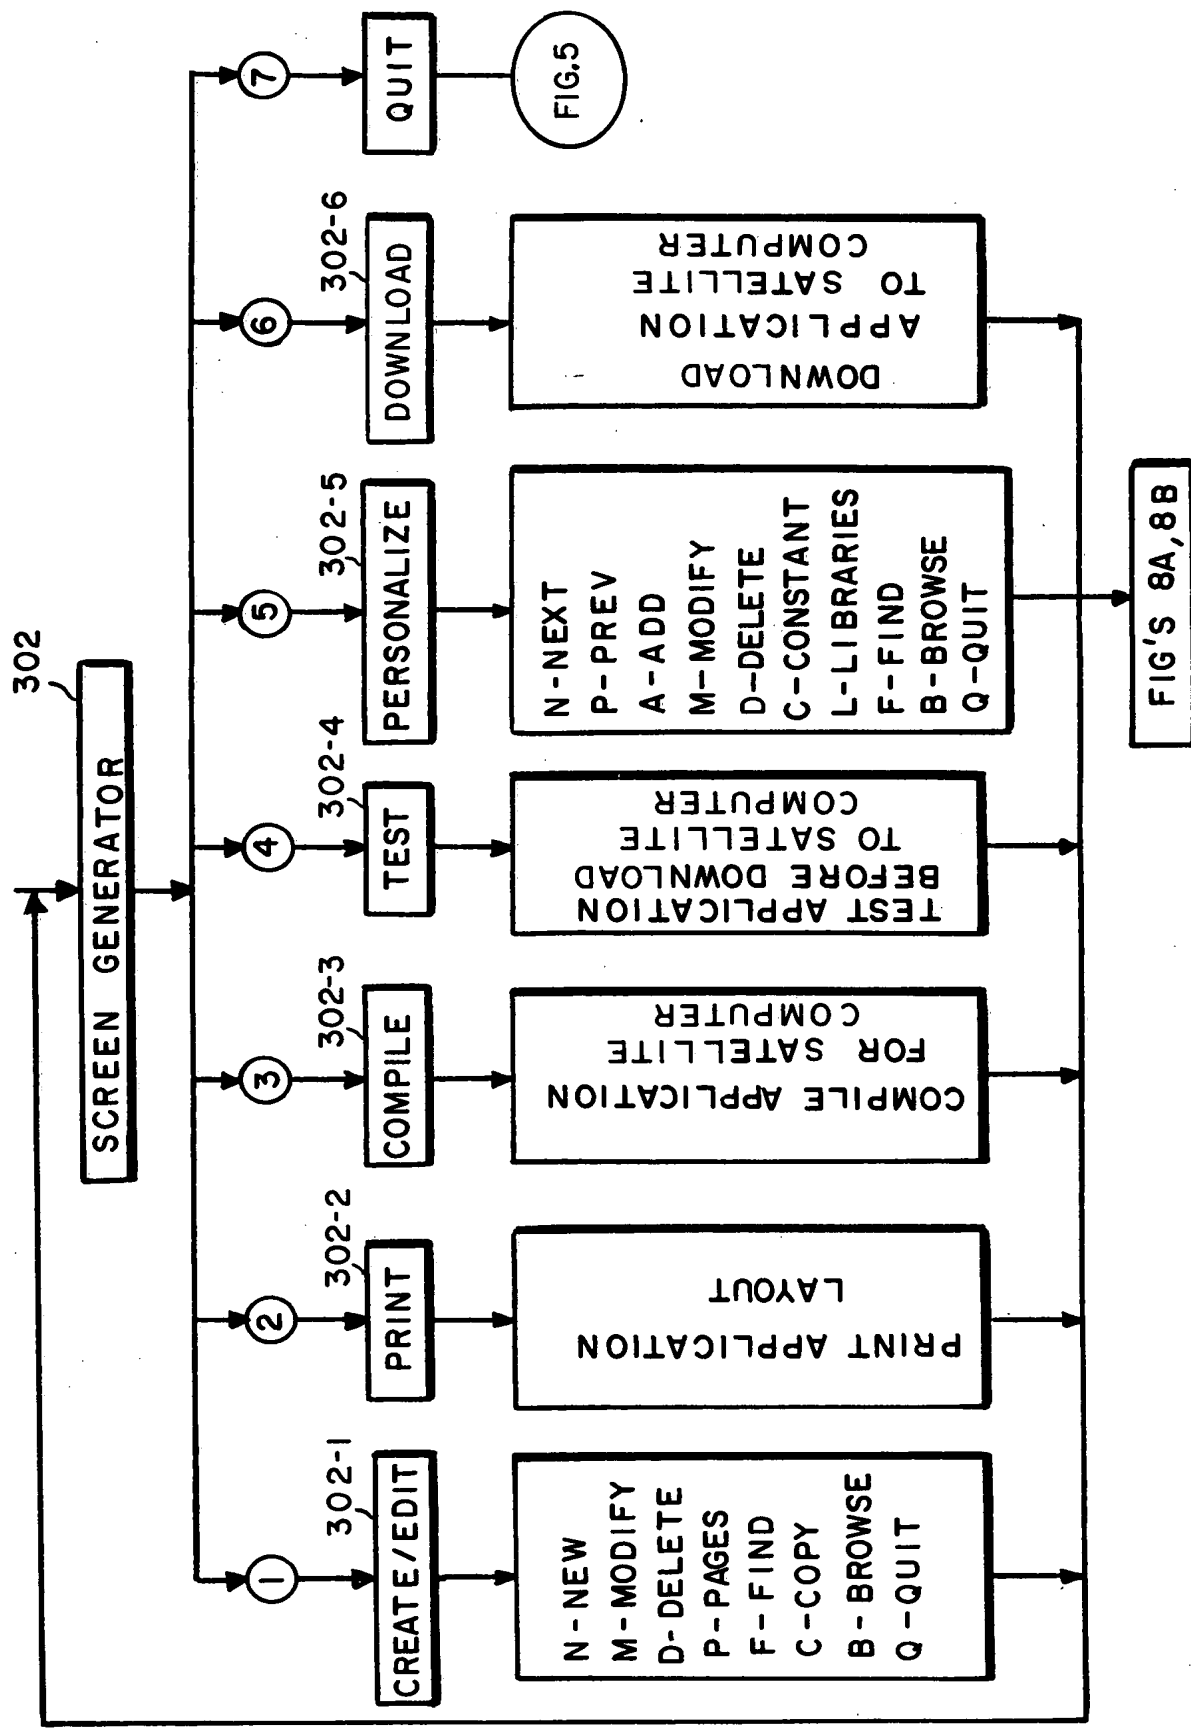 302
SCREEN GENERATOR
1
2
3
4
5
6
7
302-1
CREATE/EDIT
302-2
PRINT
302-3
COMPILE
302-4
TEST
302-5
PERSONALIZE
302-6
DOWNLOAD
QUIT
N-NEW
M-MODIFY
D-DELETE
P-PAGES
F-FIND
C-COPY
B-BROWSE
Q-QUIT
PRINT APPLICATION
LAYOUT
COMPILE APPLICATION
FOR SATELLITE
COMPUTER
TEST APPLICATION
BEFORE DOWNLOAD
TO SATELLITE
COMPUTER
N-NEXT
P-PREV
A-ADD
M-MODIFY
D-DELETE
C-CONSTANT
L-LIBRARIES
F-FIND
B-BROWSE
Q-QUIT
DOWNLOAD
APPLICATION
TO SATELLITE
COMPUTER
FIG.5
FIG'S 8A,8B